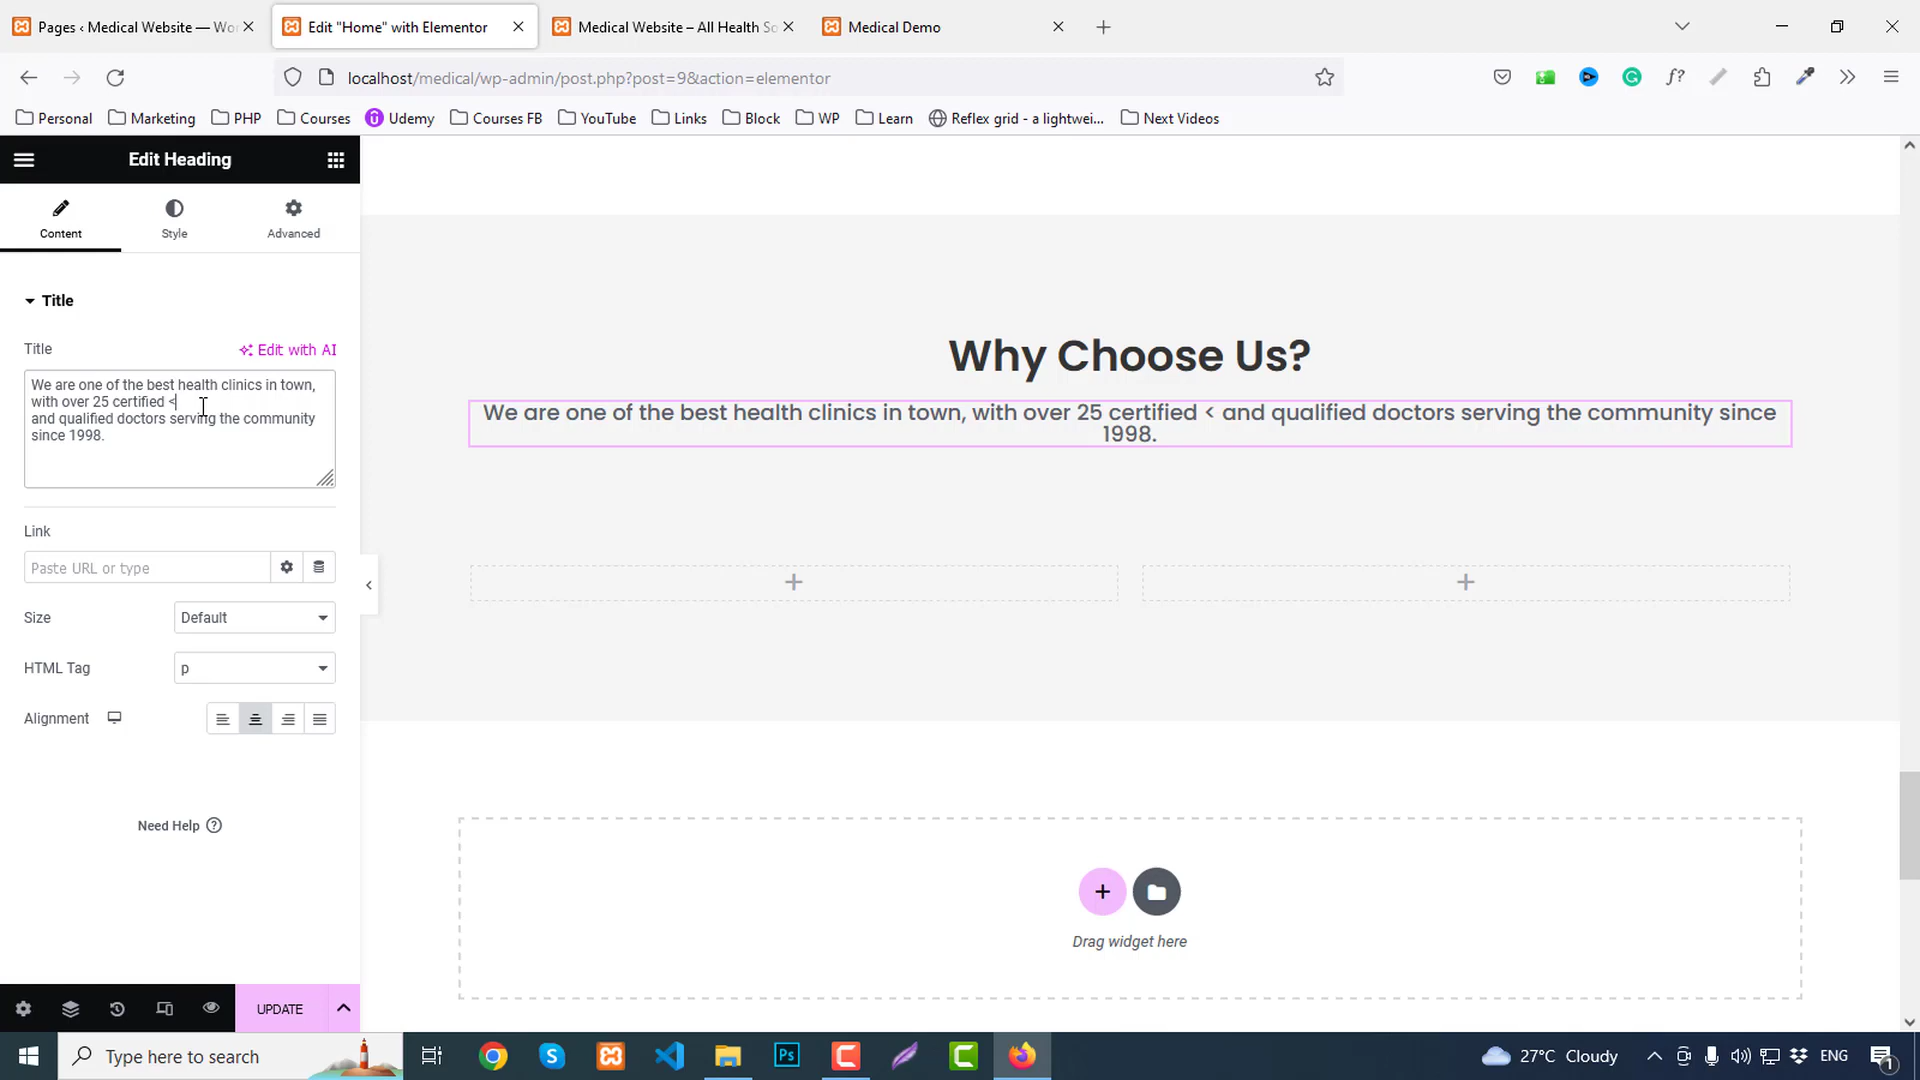 Pages ‹ Medical Website — Wo
Edit "Home" with Elementor
Medical Website – All Health So
Medical Demo
localhost/medical/wp-admin/post.php?post=9&action=elementor
Personal
Marketing
PHP
Courses
Udemy
Courses FB
YouTube
Links
Block
WP
Learn
Reflex grid - a lightwei...
Next Videos
Edit Heading
Content
Style
Advanced
Title
Title
Edit with AI
We are one of the best health clinics in town,
with over 25 certified <
and qualified doctors serving the community
since 1998.
Link
Paste URL or type
Size
Default
HTML Tag
p
Alignment
Need Help
UPDATE
Why Choose Us?
We are one of the best health clinics in town, with over 25 certified < and qualified doctors serving the community since
1998.
Drag widget here
Type here to search
Ps
27°C Cloudy
ENG
1